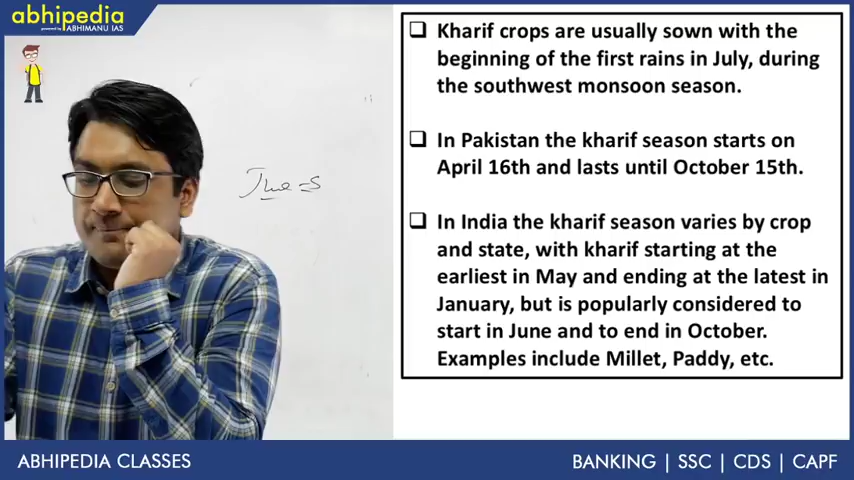 abhipedia
powered by ABHIMANU IAS
June - S
Kharif crops are usually sown with the
beginning of the first rains in July, during
the southwest monsoon season.
In Pakistan the kharif season starts on
April 16th and lasts until October 15th.
In India the kharif season varies by crop
and state, with kharif starting at the
earliest in May and ending at the latest in
January, but is popularly considered to
start in June and to end in October.
Examples include Millet, Paddy, etc.
ABHIPEDIA CLASSES
BANKING | SSC | CDS | CAPF